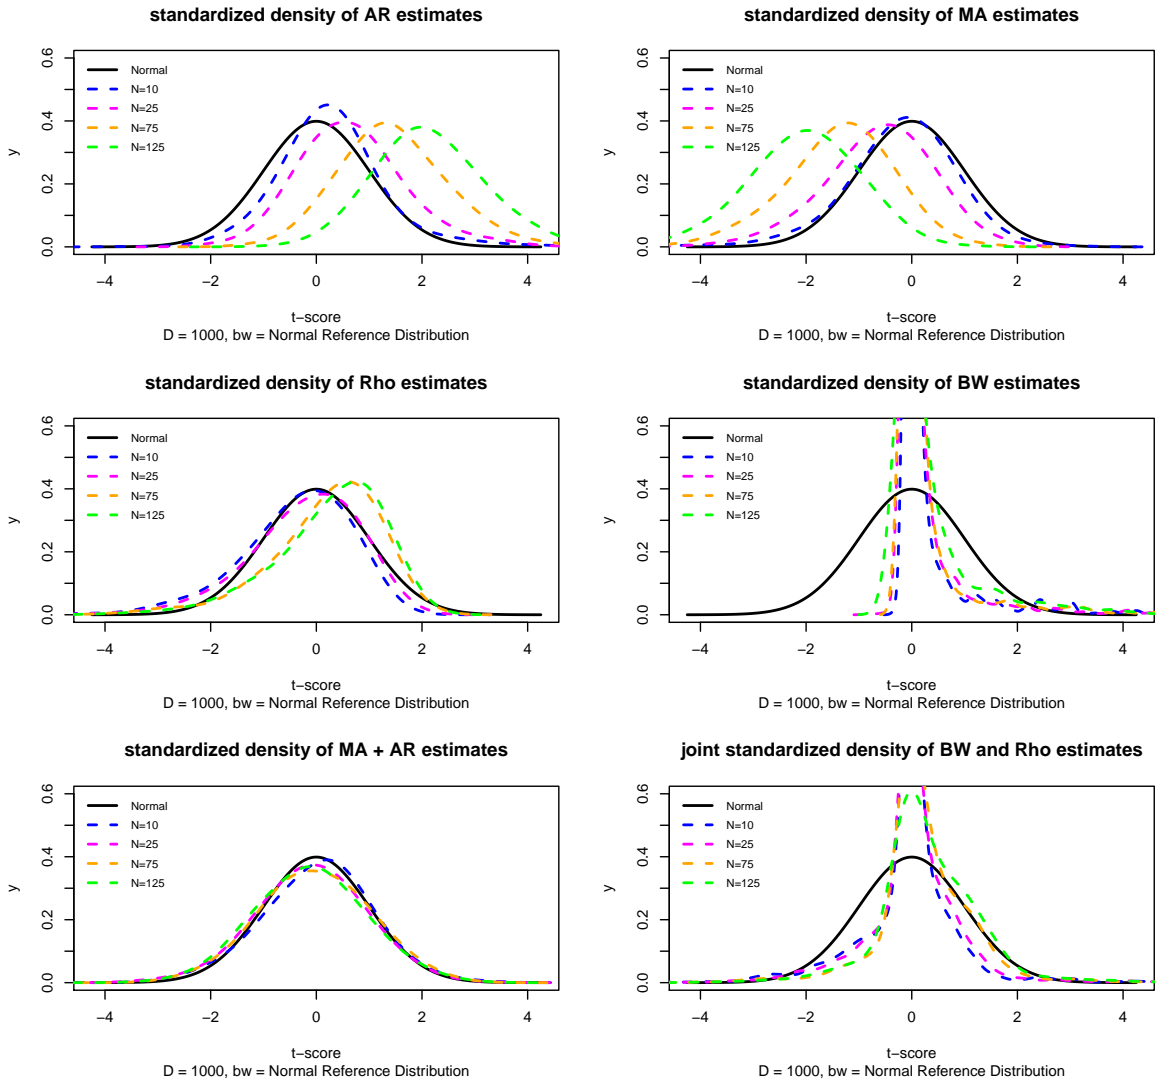 standardized density of AR estimates
y
0.0 0.2 0.4 0.6
Normal
N=10
N=25
N=75
N=125
−4 −2 0 2 4
t−score
D = 1000, bw = Normal Reference Distribution
standardized density of MA estimates
y
0.0 0.2 0.4 0.6
Normal
N=10
N=25
N=75
N=125
−4 −2 0 2 4
t−score
D = 1000, bw = Normal Reference Distribution
standardized density of Rho estimates
y
0.0 0.2 0.4 0.6
Normal
N=10
N=25
N=75
N=125
−4 −2 0 2 4
t−score
D = 1000, bw = Normal Reference Distribution
standardized density of BW estimates
y
0.0 0.2 0.4 0.6
Normal
N=10
N=25
N=75
N=125
−4 −2 0 2 4
t−score
D = 1000, bw = Normal Reference Distribution
standardized density of MA + AR estimates
y
0.0 0.2 0.4 0.6
Normal
N=10
N=25
N=75
N=125
−4 −2 0 2 4
t−score
D = 1000, bw = Normal Reference Distribution
joint standardized density of BW and Rho estimates
y
0.0 0.2 0.4 0.6
Normal
N=10
N=25
N=75
N=125
−4 −2 0 2 4
t−score
D = 1000, bw = Normal Reference Distribution